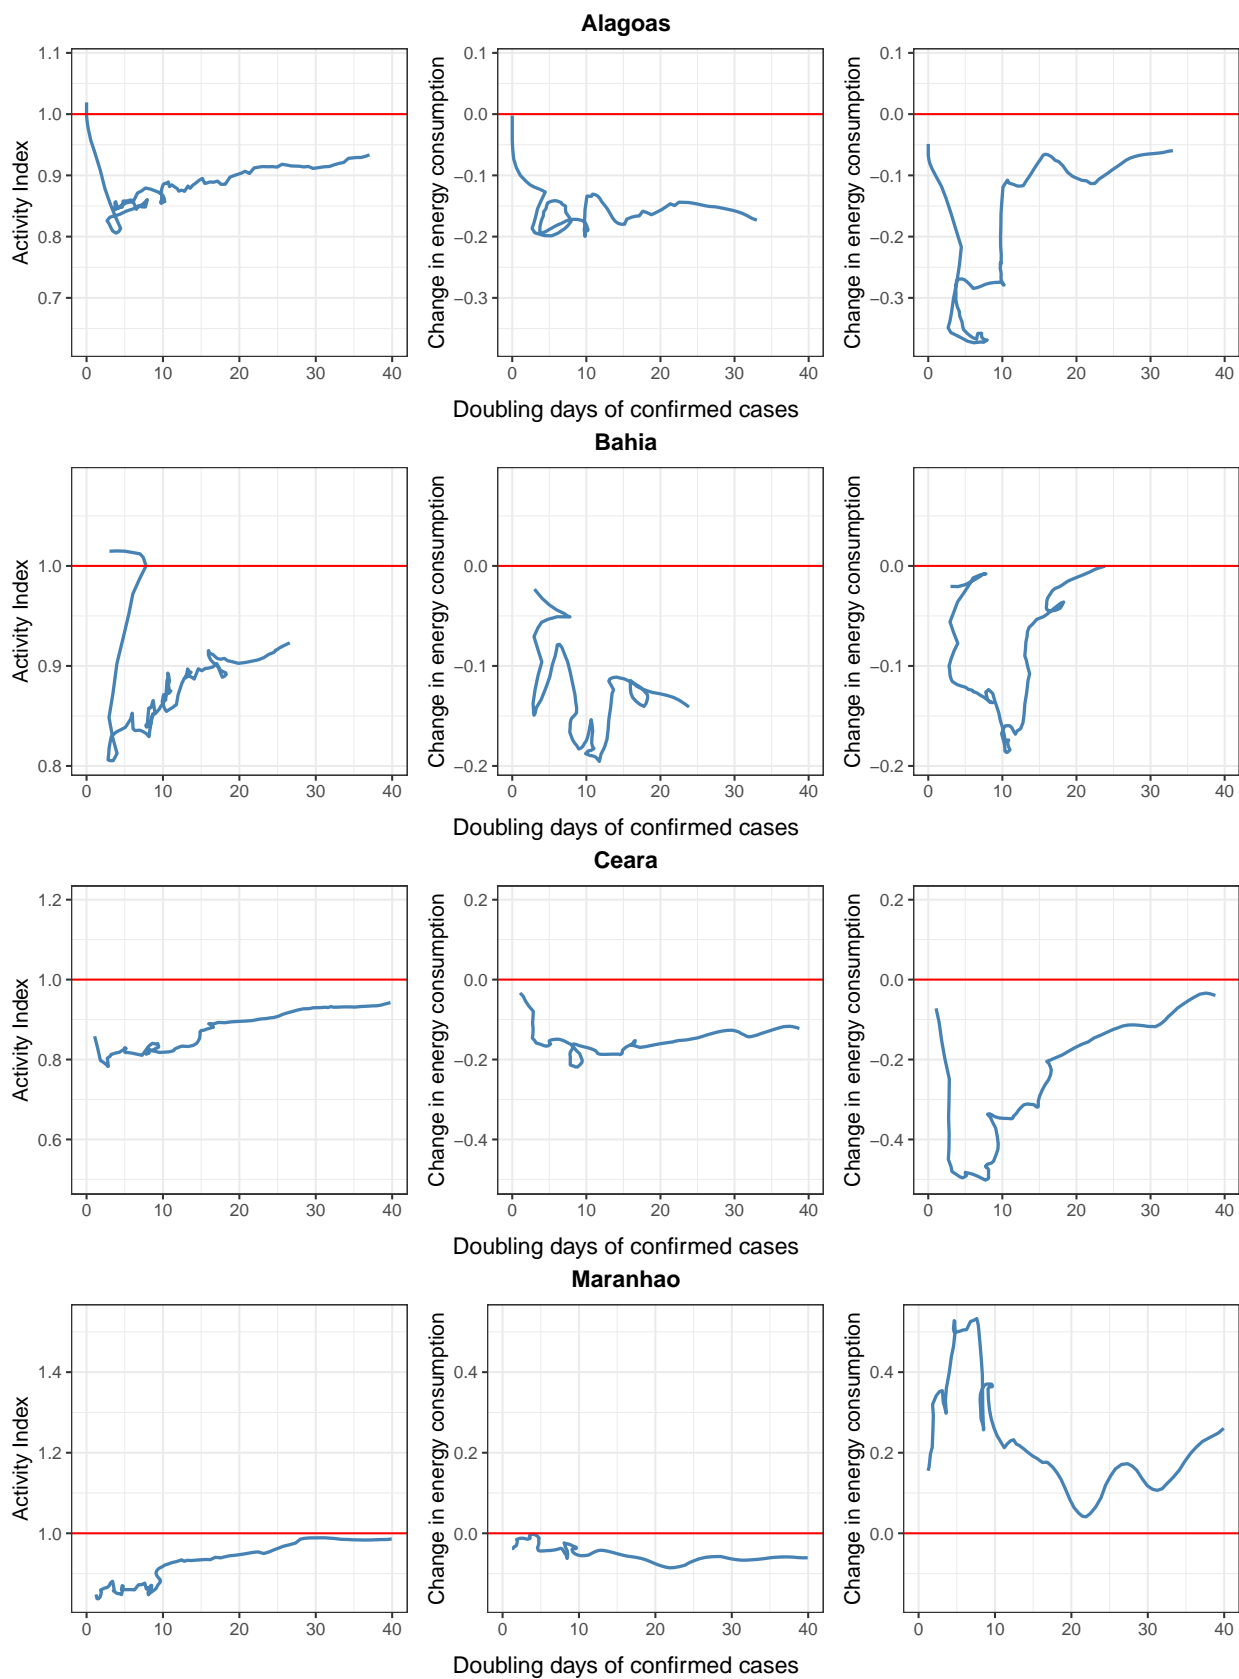 Alagoas
Activity Index
1.1
1.0
0.9
0.8
0.7
0 10 20 30 40
Change in energy consumption
0.1
0.0
−0.1
−0.2
−0.3
0 10 20 30 40
Change in energy consumption
0.1
0.0
−0.1
−0.2
−0.3
0 10 20 30 40
Doubling days of confirmed cases
Bahia
Activity Index
1.0
0.9
0.8
0 10 20 30 40
Change in energy consumption
0.0
−0.1
−0.2
0 10 20 30 40
Change in energy consumption
0.0
−0.1
−0.2
0 10 20 30 40
Doubling days of confirmed cases
Ceara
Activity Index
1.2
1.0
0.8
0.6
0 10 20 30 40
Change in energy consumption
0.2
0.0
−0.2
−0.4
0 10 20 30 40
Change in energy consumption
0.2
0.0
−0.2
−0.4
0 10 20 30 40
Doubling days of confirmed cases
Maranhao
Activity Index
1.4
1.2
1.0
0 10 20 30 40
Change in energy consumption
0.4
0.2
0.0
0 10 20 30 40
Change in energy consumption
0.4
0.2
0.0
0 10 20 30 40
Doubling days of confirmed cases